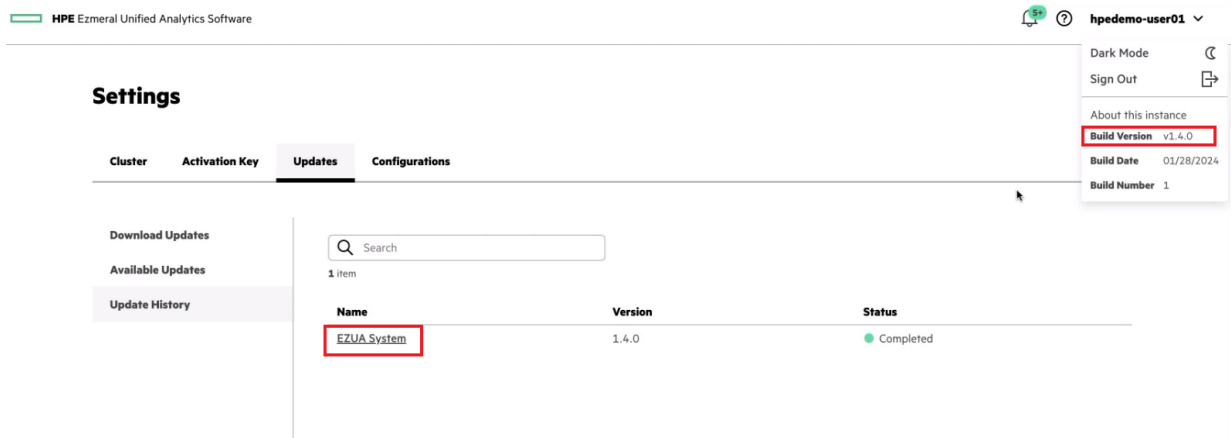 HPE Ezmeral Unified Analytics Software
5+
hpedemo-user01
Dark Mode
Sign Out
About this instance
Build Version v1.4.0
Build Date 01/28/2024
Build Number 1
Settings
Cluster Activation Key Updates Configurations
Download Updates
Available Updates
Update History
Search
1 item
Name Version Status
EZUA System 1.4.0 Completed